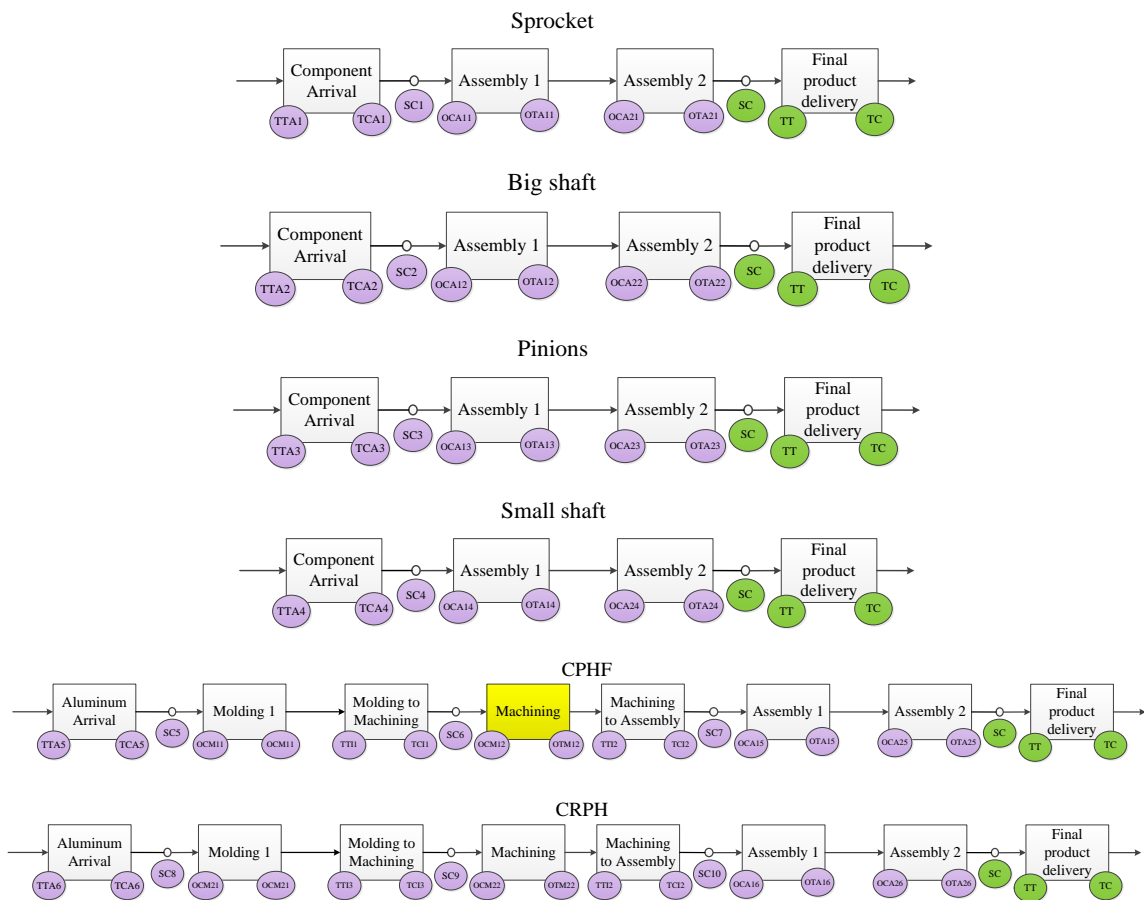 Sprocket
Component
Arrival
Assembly 1
Assembly 2
Final
product
delivery
TTA1
TCA1
SC1
OCA11
OTA11
OCA21
OTA21
SC
TT
TC
Big shaft
Component
Arrival
Assembly 1
Assembly 2
Final
product
delivery
TTA2
TCA2
SC2
OCA12
OTA12
OCA22
OTA22
SC
TT
TC
Pinions
Component
Arrival
Assembly 1
Assembly 2
Final
product
delivery
TTA3
TCA3
SC3
OCA13
OTA13
OCA23
OTA23
SC
TT
TC
Small shaft
Component
Arrival
Assembly 1
Assembly 2
Final
product
delivery
TTA4
TCA4
SC4
OCA14
OTA14
OCA24
OTA24
SC
TT
TC
CPHF
Aluminum
Arrival
Molding 1
Molding to
Machining
Machining
Machining
to Assembly
Assembly 1
Assembly 2
Final
product
delivery
TTA5
TCA5
SC5
OCM11
OCM11
TTI1
TCI1
SC6
OCM12
OTM12
TTI2
TCI2
SC7
OCA15
OTA15
OCA25
OTA25
SC
TT
TC
CRPH
Aluminum
Arrival
Molding 1
Molding to
Machining
Machining
Machining
to Assembly
Assembly 1
Assembly 2
Final
product
delivery
TTA6
TCA6
SC8
OCM21
OCM21
TTI3
TCI3
SC9
OCM22
OTM22
TTI2
TCI2
SC10
OCA16
OTA16
OCA26
OTA26
SC
TT
TC